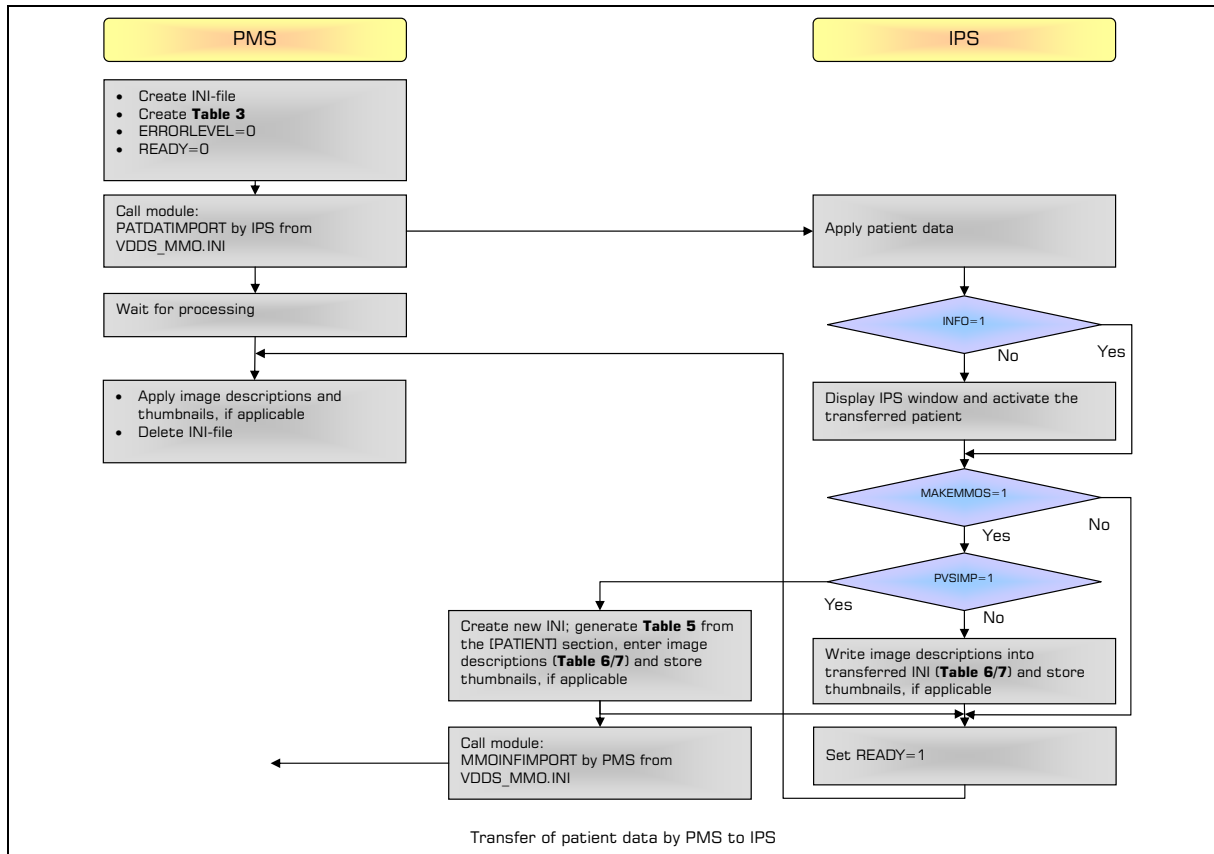 PMS
IPS
• Create INI-file
• Create Table 3
• ERRORLEVEL=0
• READY=0
Call module:
PATDATIMPORT by IPS from
VDDS_MMO.INI
Apply patient data
Wait for processing
INFO=1
No
Yes
• Apply image descriptions and
thumbnails, if applicable
• Delete INI-file
Display IPS window and activate the
transferred patient
MAKEMMOS=1
No
Yes
PVSIMP=1
Yes
No
Create new INI; generate Table 5 from
the [PATIENT] section, enter image
descriptions (Table 6/7) and store
thumbnails, if applicable
Write image descriptions into
transferred INI (Table 6/7) and store
thumbnails, if applicable
Call module:
MMOINFIMPORT by PMS from
VDDS_MMO.INI
Set READY=1
Transfer of patient data by PMS to IPS